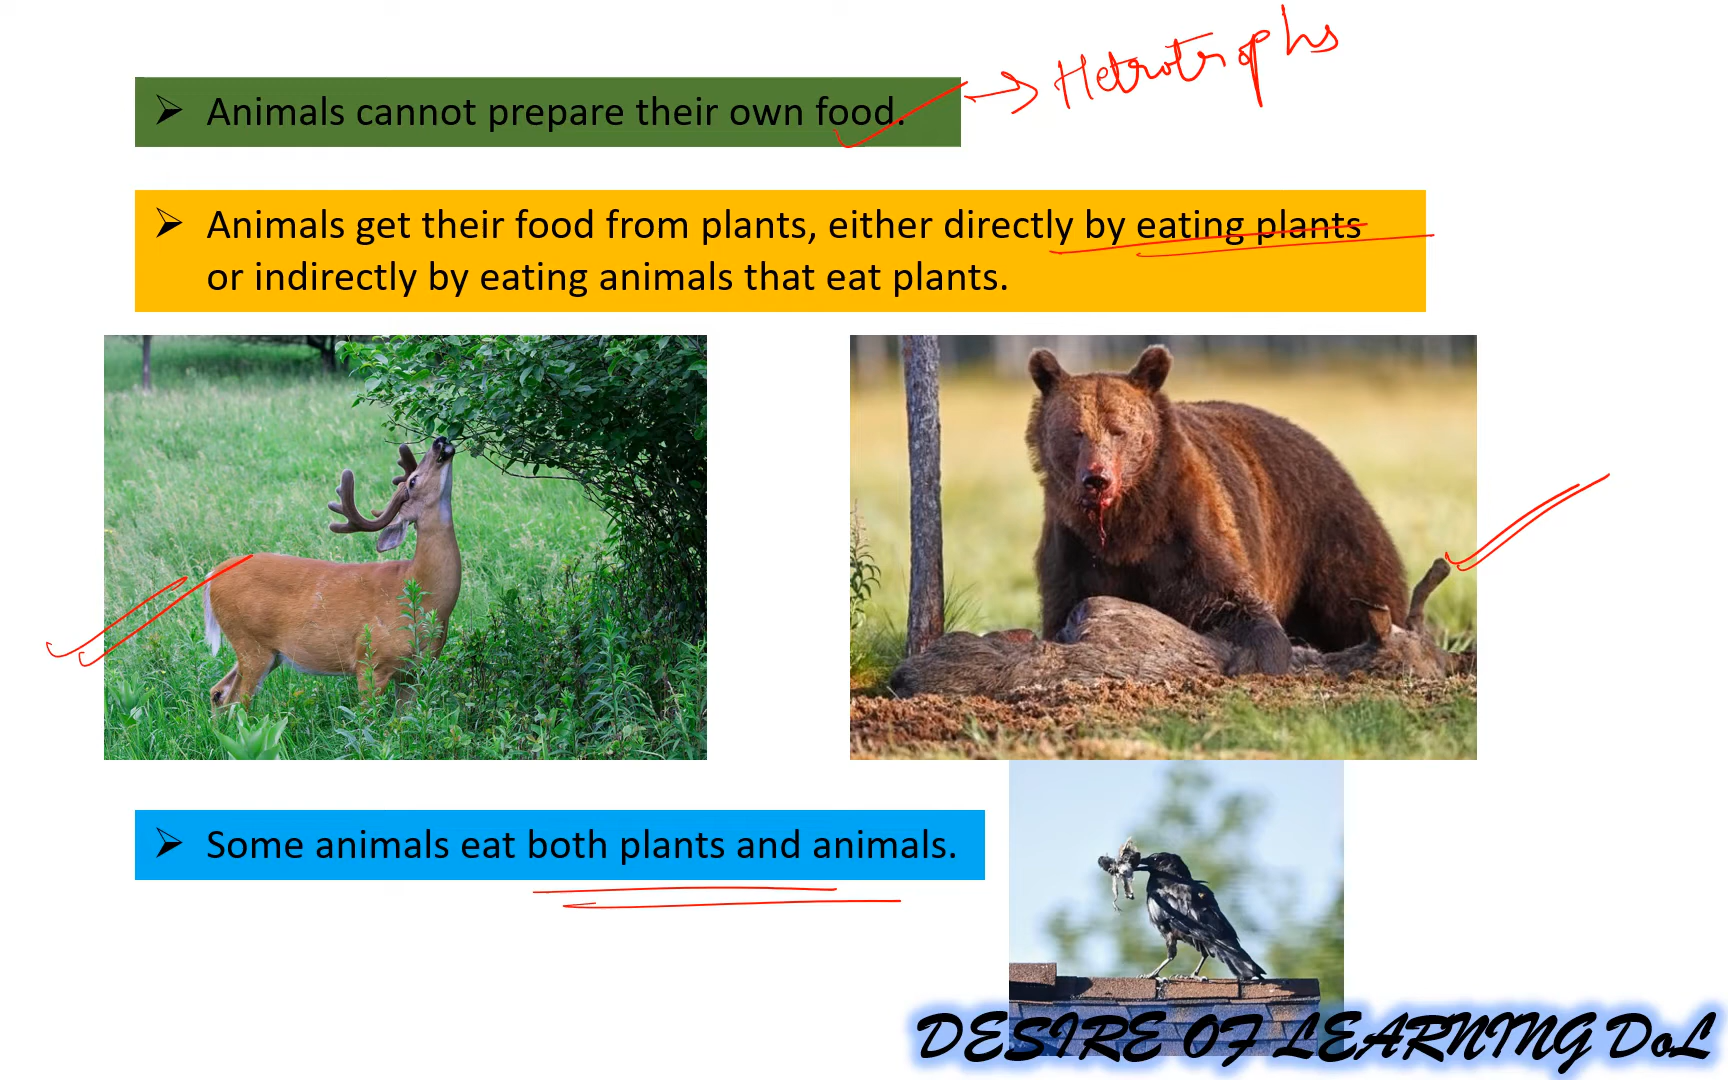 ➢ Animals cannot prepare their own food. → Hetrotrophs
➢ Animals get their food from plants, either directly by eating plants
or indirectly by eating animals that eat plants.
➢ Some animals eat both plants and animals.
DESIRE OF LEARNING DoL